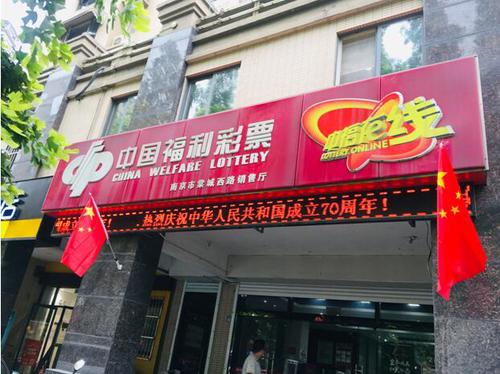 中国福利彩票
CHINA WELFARE LOTTERY
中福在线
LOTTERY ONLINE
南京市梁城西路销售厅
热烈庆祝中华人民共和国成立70周年！